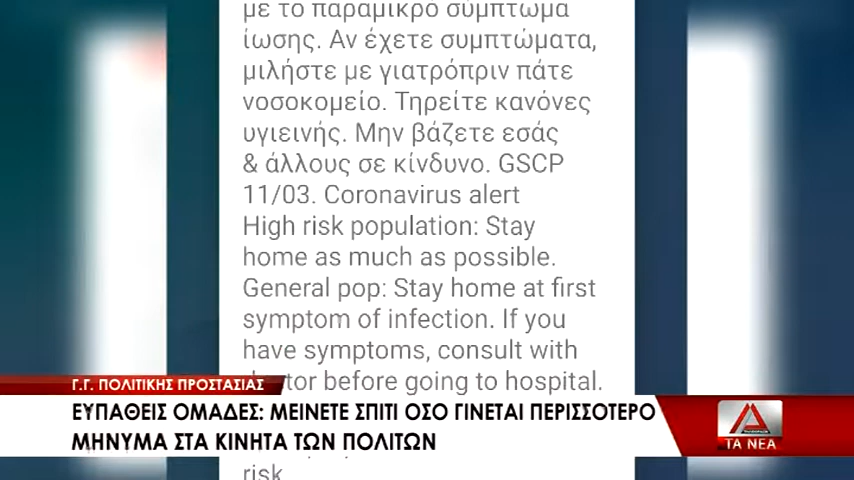 με το παραμικρό σύμπτωμα
ίωσης. Αν έχετε συμπτώματα,
μιλήστε με γιατρόπριν πάτε
νοσοκομείο. Τηρείτε κανόνες
υγιεινής. Μην βάζετε εσάς
& άλλους σε κίνδυνο. GSCP
11/03. Coronavirus alert
High risk population: Stay
home as much as possible.
General pop: Stay home at first
symptom of infection. If you
have symptoms, consult with
doctor before going to hospital.
Γ.Γ. ΠΟΛΙΤΙΚΗΣ ΠΡΟΣΤΑΣΙΑΣ
ΕΥΠΑΘΕΙΣ ΟΜΑΔΕΣ: ΜΕΙΝΕΤΕ ΣΠΙΤΙ ΟΣΟ ΓΙΝΕΤΑΙ ΠΕΡΙΣΣΟΤΕΡΟ
ΜΗΝΥΜΑ ΣΤΑ ΚΙΝΗΤΑ ΤΩΝ ΠΟΛΙΤΩΝ
ΤΑ ΝΕΑ
risk